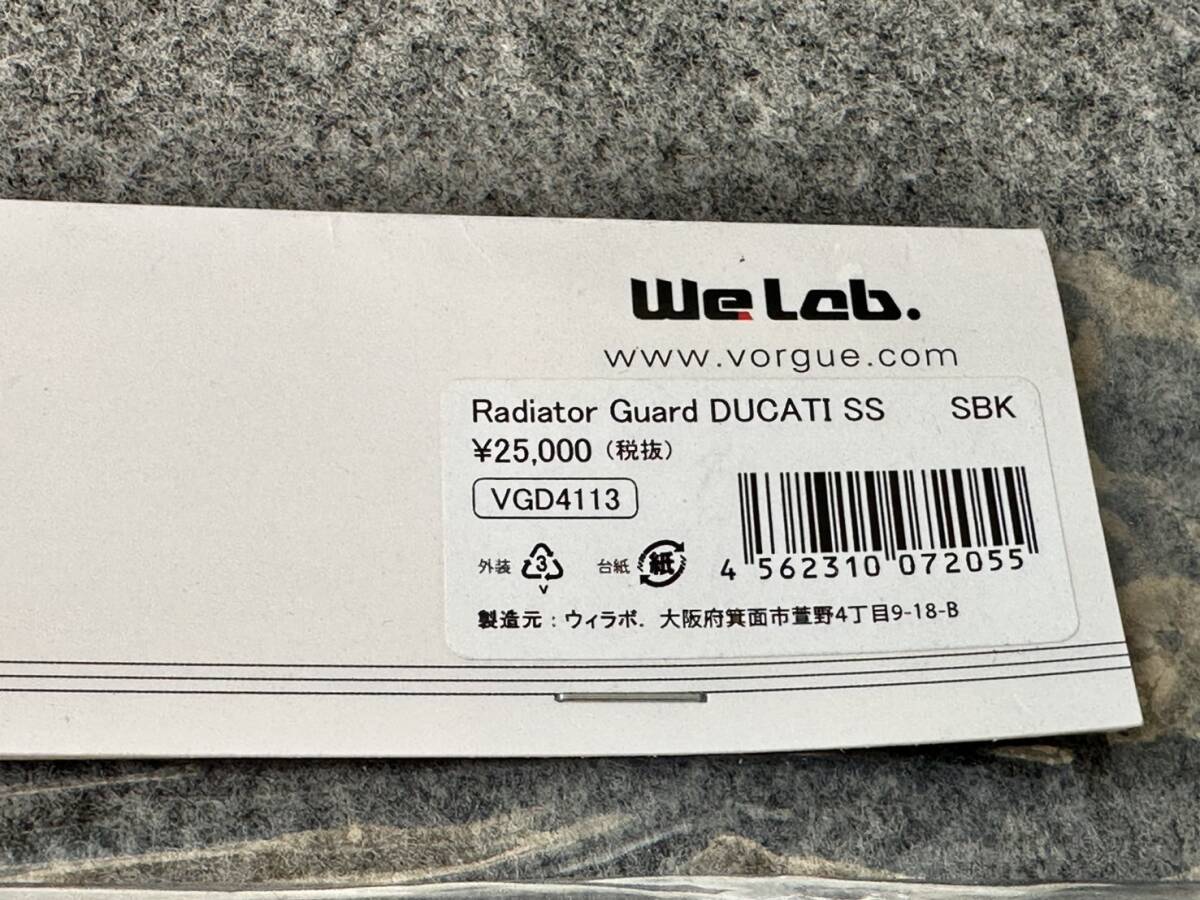 We Lab.
www.vorgue.com
Radiator Guard DUCATI SS SBK
¥25,000 (税抜)
VGD4113
外装 3 V 台紙 紙
4 562310 072055
製造元:ウィラボ. 大阪府箕面市萱野4丁目9-18-B